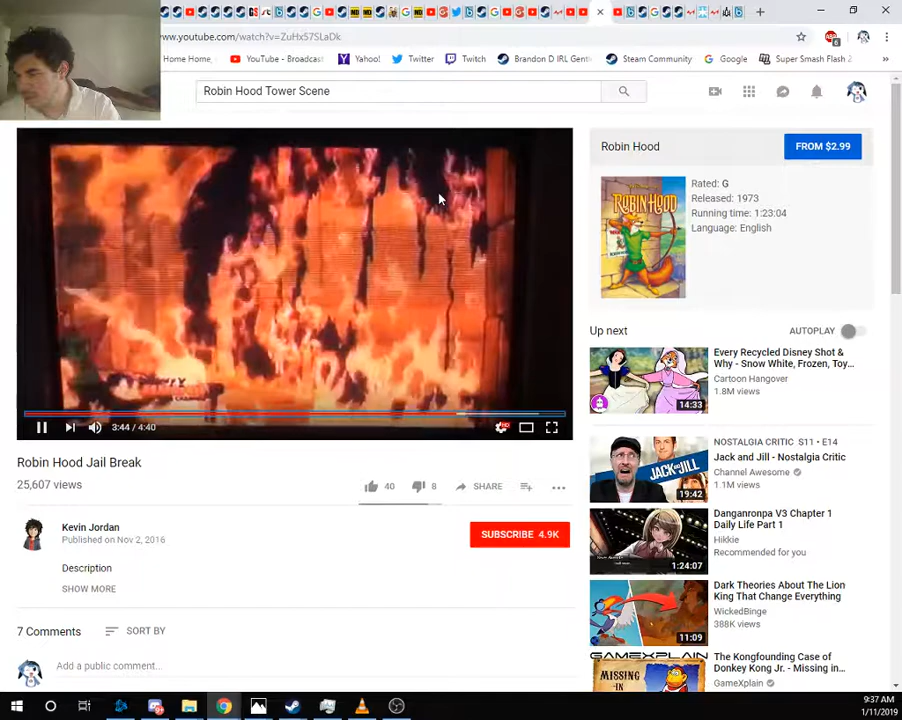 www.youtube.com/watch?v=ZuHx57SLaDk
Home Home,
YouTube - Broadcast
Yahoo!
Twitter
Twitch
Brandon D IRL Gent
Steam Community
Google
Super Smash Flash 2
»
Robin Hood Tower Scene
Robin Hood
FROM $2.99
ROBIN HOOD
Rated: G
Released: 1973
Running time: 1:23:04
Language: English
Up next
AUTOPLAY
Every Recycled Disney Shot &
Why - Snow White, Frozen, Toy...
Cartoon Hangover
1.8M views
14:33
NOSTALGIA CRITIC S11 • E14
Jack and Jill - Nostalgia Critic
Channel Awesome
1.1M views
JACK AND JILL
19:42
Danganronpa V3 Chapter 1
Daily Life Part 1
Hikkie
Recommended for you
1:24:07
Dark Theories About The Lion
King That Change Everything
WickedBinge
388K views
11:09
The Kongfounding Case of
Donkey Kong Jr. - Missing in...
GameXplain
GAMEXPLAIN
MISSING
IN
3:44 / 4:40
HD
Robin Hood Jail Break
25,607 views
40
8
SHARE
Kevin Jordan
Published on Nov 2, 2016
SUBSCRIBE 4.9K
Description
SHOW MORE
7 Comments
SORT BY
Add a public comment...
9:37 AM
1/11/2019